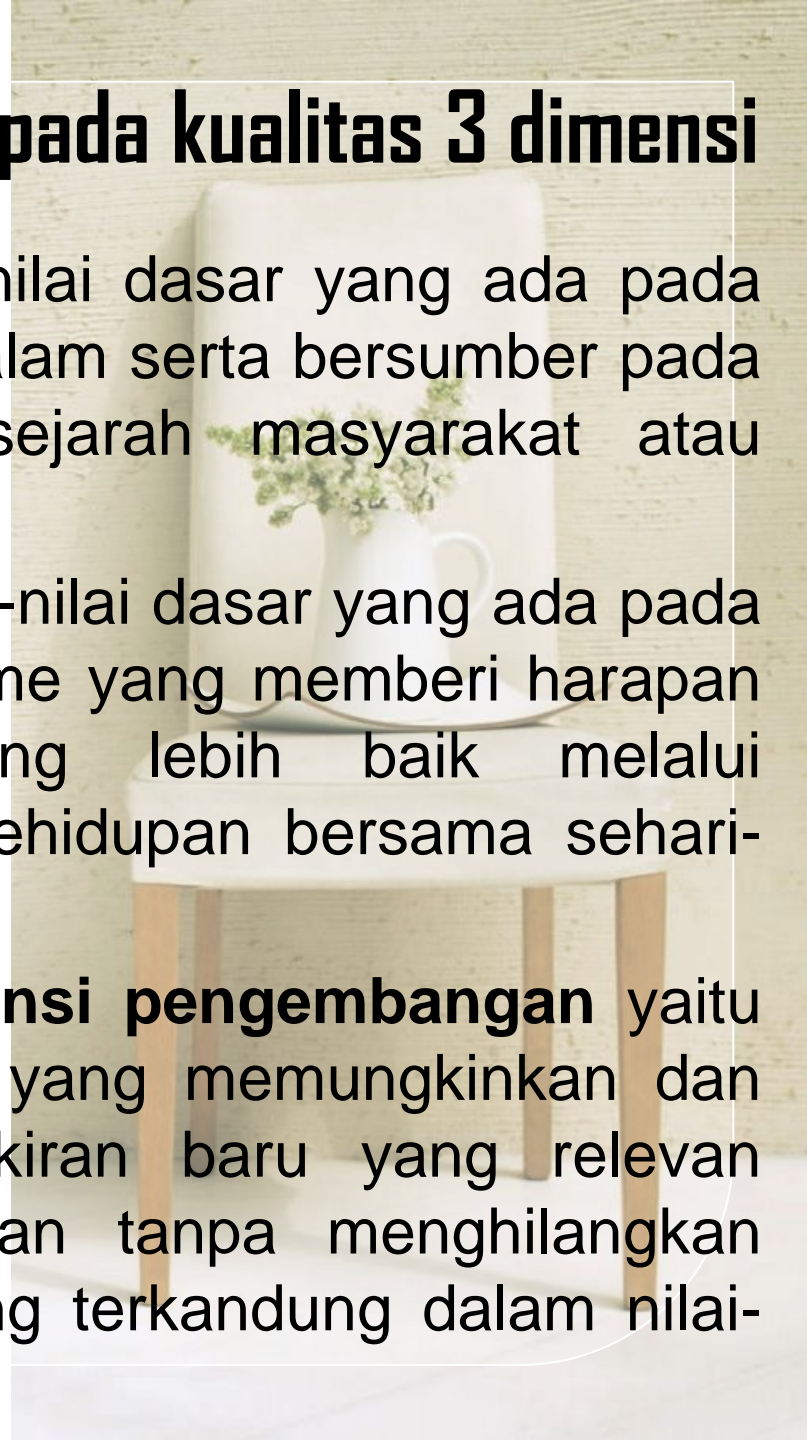 pada kualitas 3 dimensi
nilai dasar yang ada pada
alam serta bersumber pada
sejarah masyarakat atau
-nilai dasar yang ada pada
me yang memberi harapan
ng lebih baik melalui
ehidupan bersama sehari-
nsi pengembangan yaitu
yang memungkinkan dan
kiran baru yang relevan
an tanpa menghilangkan
ng terkandung dalam nilai-